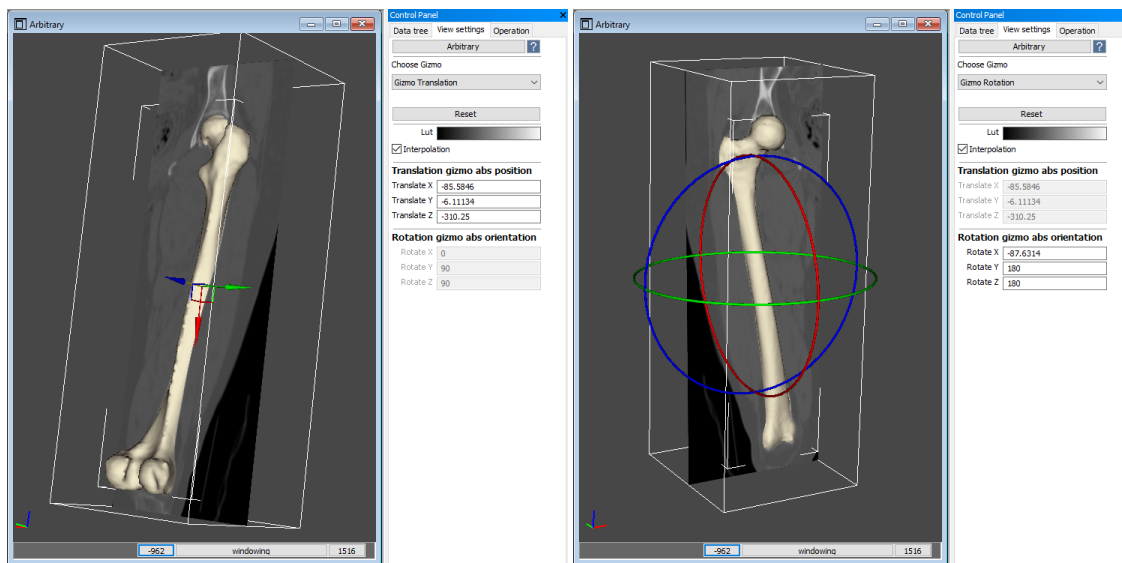 Arbitrary
-962 windowing 1516
Control Panel
Data tree View settings Operation
Arbitrary ?
Choose Gizmo
Gizmo Translation
Reset
Lut
Interpolation
Translation gizmo abs position
Translate X -85.5846
Translate Y -6.11134
Translate Z -310.25
Rotation gizmo abs orientation
Rotate X 0
Rotate Y 90
Rotate Z 90
Arbitrary
-962 windowing 1516
Control Panel
Data tree View settings Operation
Arbitrary ?
Choose Gizmo
Gizmo Rotation
Reset
Lut
Interpolation
Translation gizmo abs position
Translate X -85.5846
Translate Y -6.11134
Translate Z -310.25
Rotation gizmo abs orientation
Rotate X -87.6314
Rotate Y 180
Rotate Z 180